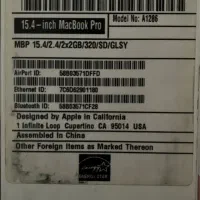 15.4-inch MacBook Pro
Model No: A1286
MBP 15.4/2.4/2x2GB/320/SD/GLSY
AirPort ID:
Ethernet ID:
Bluetooth ID:
Designed by Apple in California
1 Infinite Loop Cupertino CA 95014 USA
Assembled in China
Other Foreign items as Marked Thereon